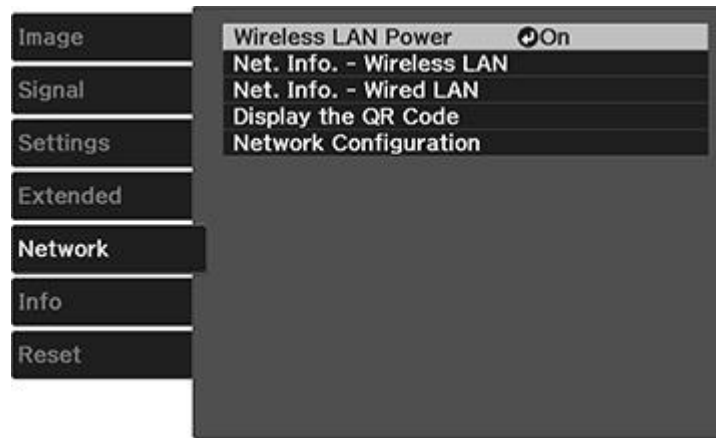 Image
Signal
Settings
Extended
Network
Info
Reset
Wireless LAN Power On
Net. Info. - Wireless LAN
Net. Info. - Wired LAN
Display the QR Code
Network Configuration